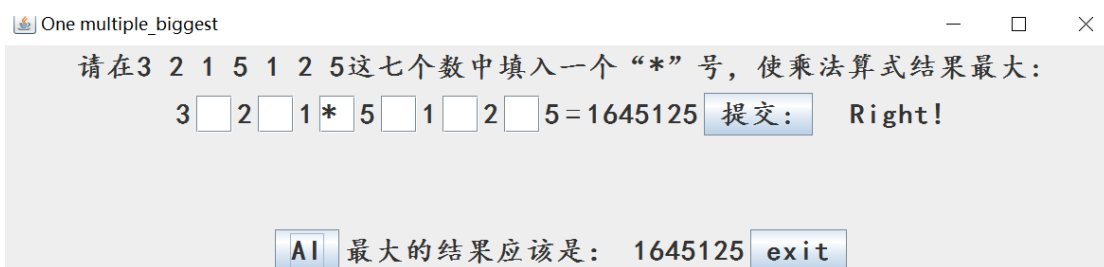 One multiple_biggest
请在3 2 1 5 1 2 5这七个数中填入一个“*”号，使乘法算式结果最大：
3 2 1 * 5 1 2 5 = 1645125 提交： Right!
AI 最大的结果应该是： 1645125 exit